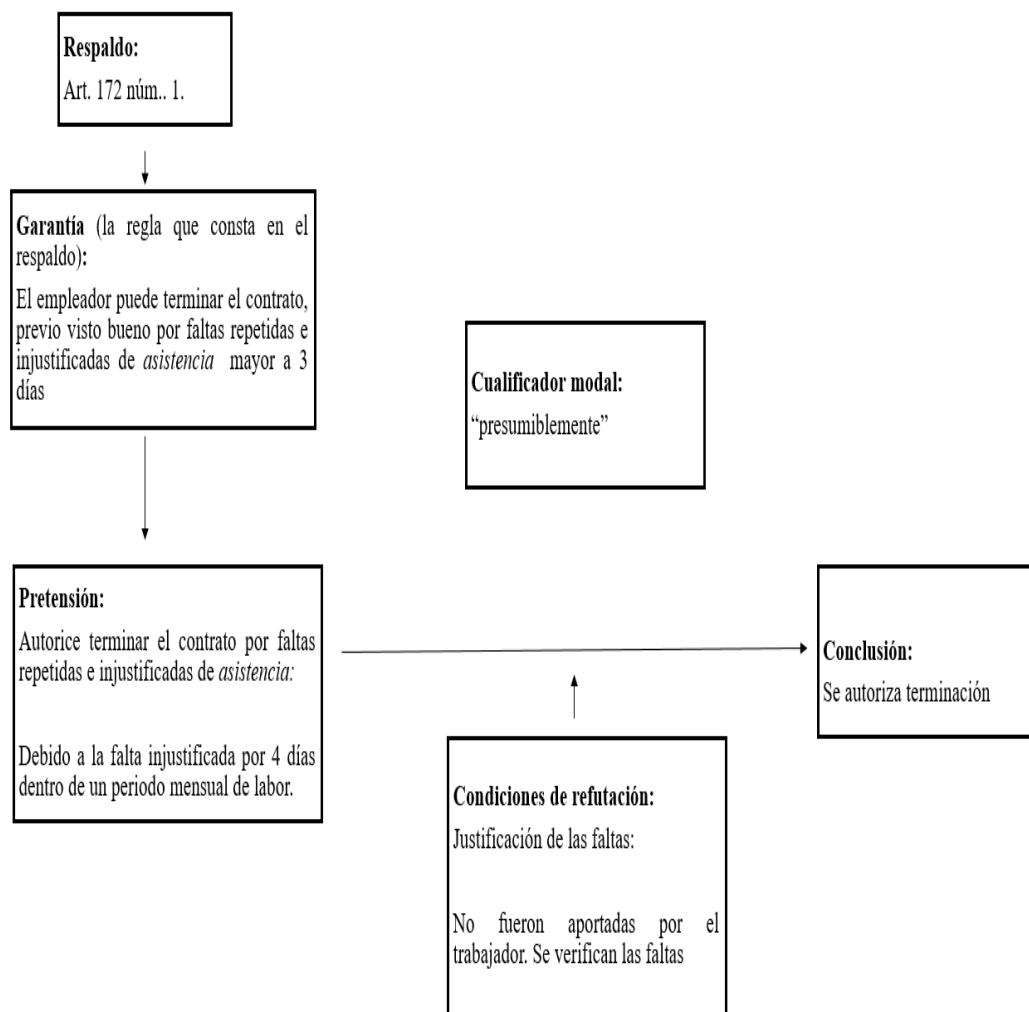 Respaldo:
Art. 172 núm.. 1.
Garantía (la regla que consta en el
respaldo):
El empleador puede terminar el contrato,
previo visto bueno por faltas repetidas e
injustificadas de asistencia mayor a 3
días
Cualificador modal:
“presumiblemente”
Pretensión:
Autorice terminar el contrato por faltas
repetidas e injustificadas de asistencia:
Debido a la falta injustificada por 4 días
dentro de un periodo mensual de labor.
Conclusión:
Se autoriza terminación
Condiciones de refutación:
Justificación de las faltas:
No fueron aportadas por el
trabajador. Se verifican las faltas